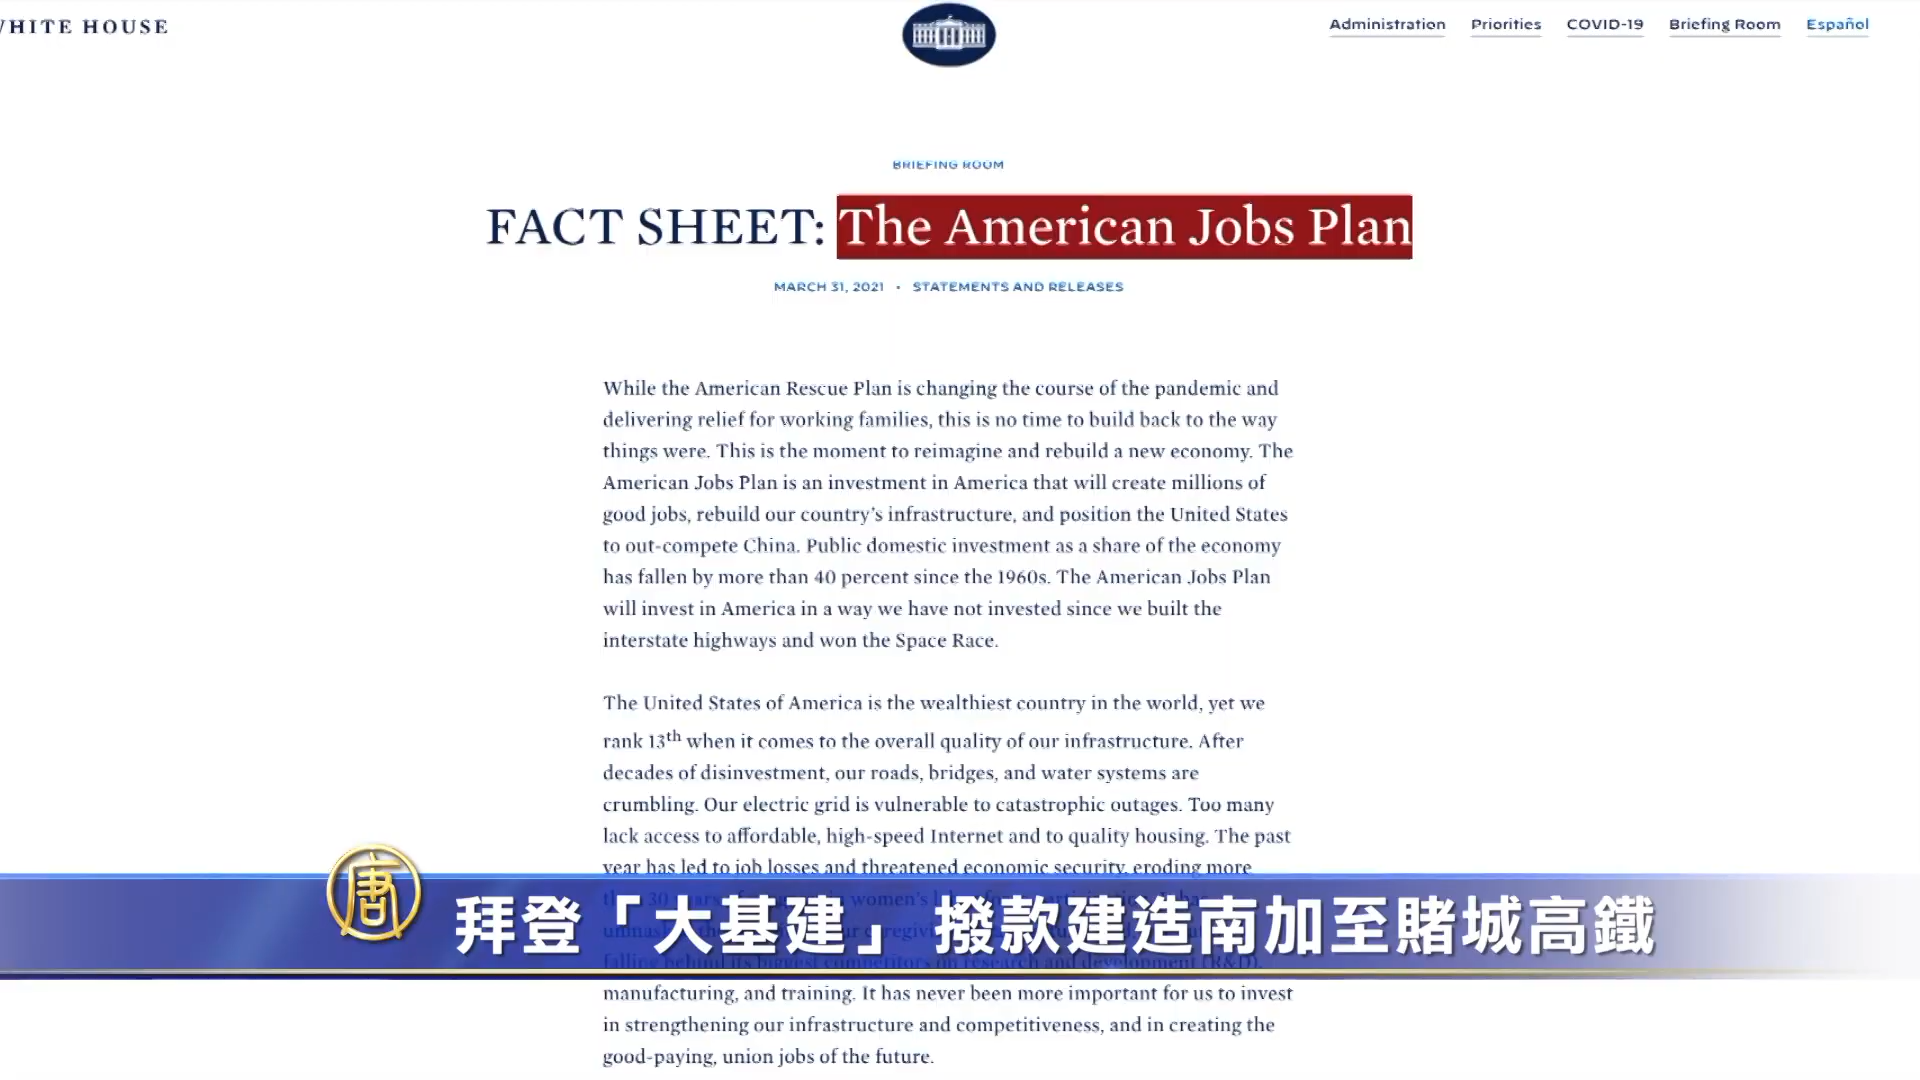 WHITE HOUSE
Administration Priorities COVID-19 Briefing Room Español
BRIEFING ROOM
FACT SHEET: The American Jobs Plan
MARCH 31, 2021 • STATEMENTS AND RELEASES
While the American Rescue Plan is changing the course of the pandemic and
delivering relief for working families, this is no time to build back to the way
things were. This is the moment to reimagine and rebuild a new economy. The
American Jobs Plan is an investment in America that will create millions of
good jobs, rebuild our country's infrastructure, and position the United States
to out-compete China. Public domestic investment as a share of the economy
has fallen by more than 40 percent since the 1960s. The American Jobs Plan
will invest in America in a way we have not invested since we built the
interstate highways and won the Space Race.
The United States of America is the wealthiest country in the world, yet we
rank 13th when it comes to the overall quality of our infrastructure. After
decades of disinvestment, our roads, bridges, and water systems are
crumbling. Our electric grid is vulnerable to catastrophic outages. Too many
lack access to affordable, high-speed Internet and to quality housing. The past
year has led to job losses and threatened economic security, eroding more
唐
拜登「大基建」撥款建造南加至賭城高鐵
falling behind its biggest competitors on research and development (R&D),
manufacturing, and training. It has never been more important for us to invest
in strengthening our infrastructure and competitiveness, and in creating the
good-paying, union jobs of the future.